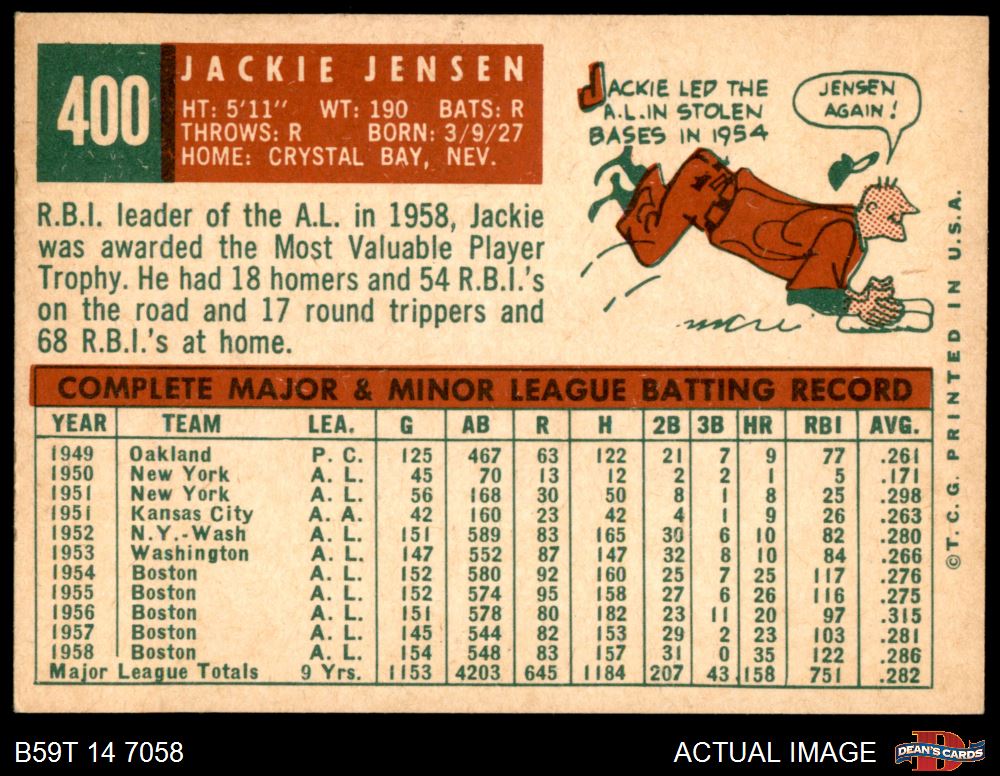 400
JACKIE JENSEN
HT: 5'11" WT: 190 BATS: R
THROWS: R BORN: 3/9/27
HOME: CRYSTAL BAY, NEV.
JACKIE LED THE
A.L. IN STOLEN
BASES IN 1954
JENSEN
AGAIN!
R.B.I. leader of the A.L. in 1958, Jackie
was awarded the Most Valuable Player
Trophy. He had 18 homers and 54 R.B.I.'s
on the road and 17 round trippers and
68 R.B.I.'s at home.
COMPLETE MAJOR & MINOR LEAGUE BATTING RECORD
YEAR TEAM LEA. G AB R H 2B 3B HR RBI AVG.
1949 Oakland P. C. 125 467 63 122 21 7 9 77 .261
1950 New York A. L. 45 70 13 12 2 2 1 5 .171
1951 New York A. L. 56 168 30 50 8 1 8 25 .298
1951 Kansas City A. A. 42 160 23 42 4 1 9 26 .263
1952 N.Y.-Wash A. L. 151 589 83 165 30 6 10 82 .280
1953 Washington A. L. 147 552 87 147 32 8 10 84 .266
1954 Boston A. L. 152 580 92 160 25 7 25 117 .276
1955 Boston A. L. 152 574 95 158 27 6 26 116 .275
1956 Boston A. L. 151 578 80 182 23 11 20 97 .315
1957 Boston A. L. 145 544 82 153 29 2 23 103 .281
1958 Boston A. L. 154 548 83 157 31 0 35 122 .286
Major League Totals 9 Yrs. 1153 4203 645 1184 207 43 158 751 .282
©T.C.G. PRINTED IN U.S.A.
B59T 14 7058
ACTUAL IMAGE
DEAN'S CARDS